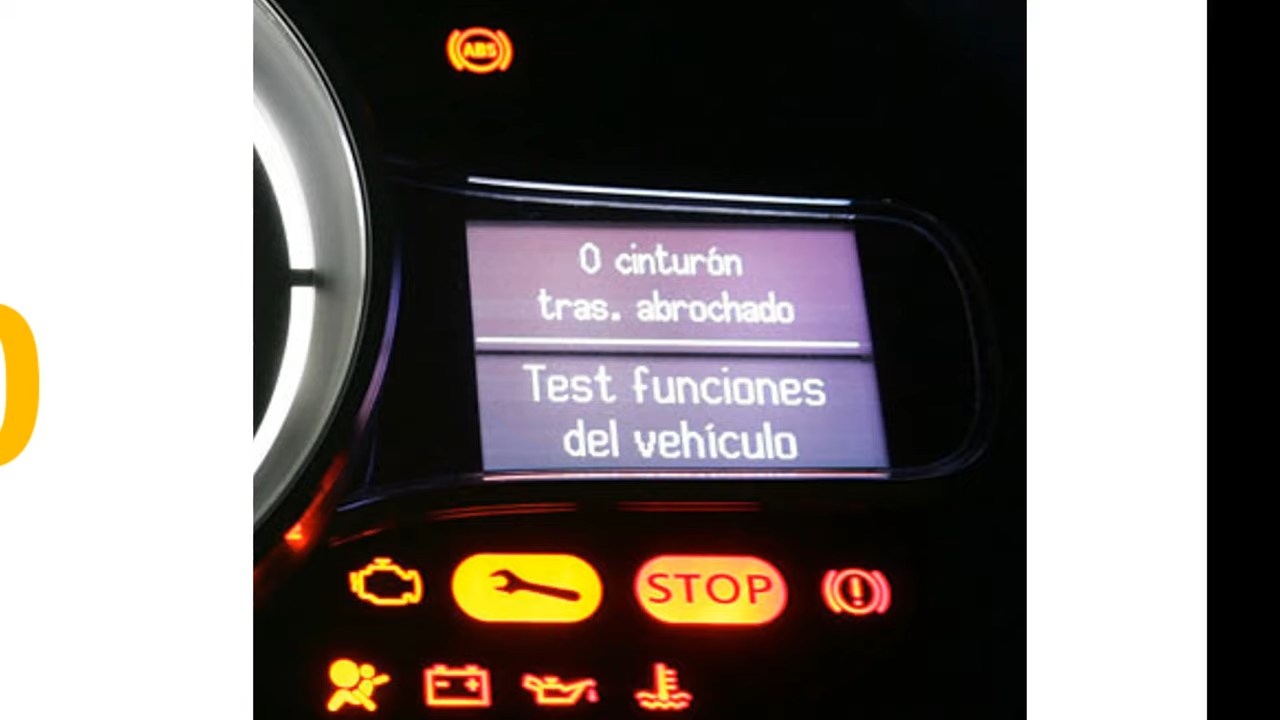 ABS
0 cinturón
tras. abrochado
Test funciones
del vehículo
STOP